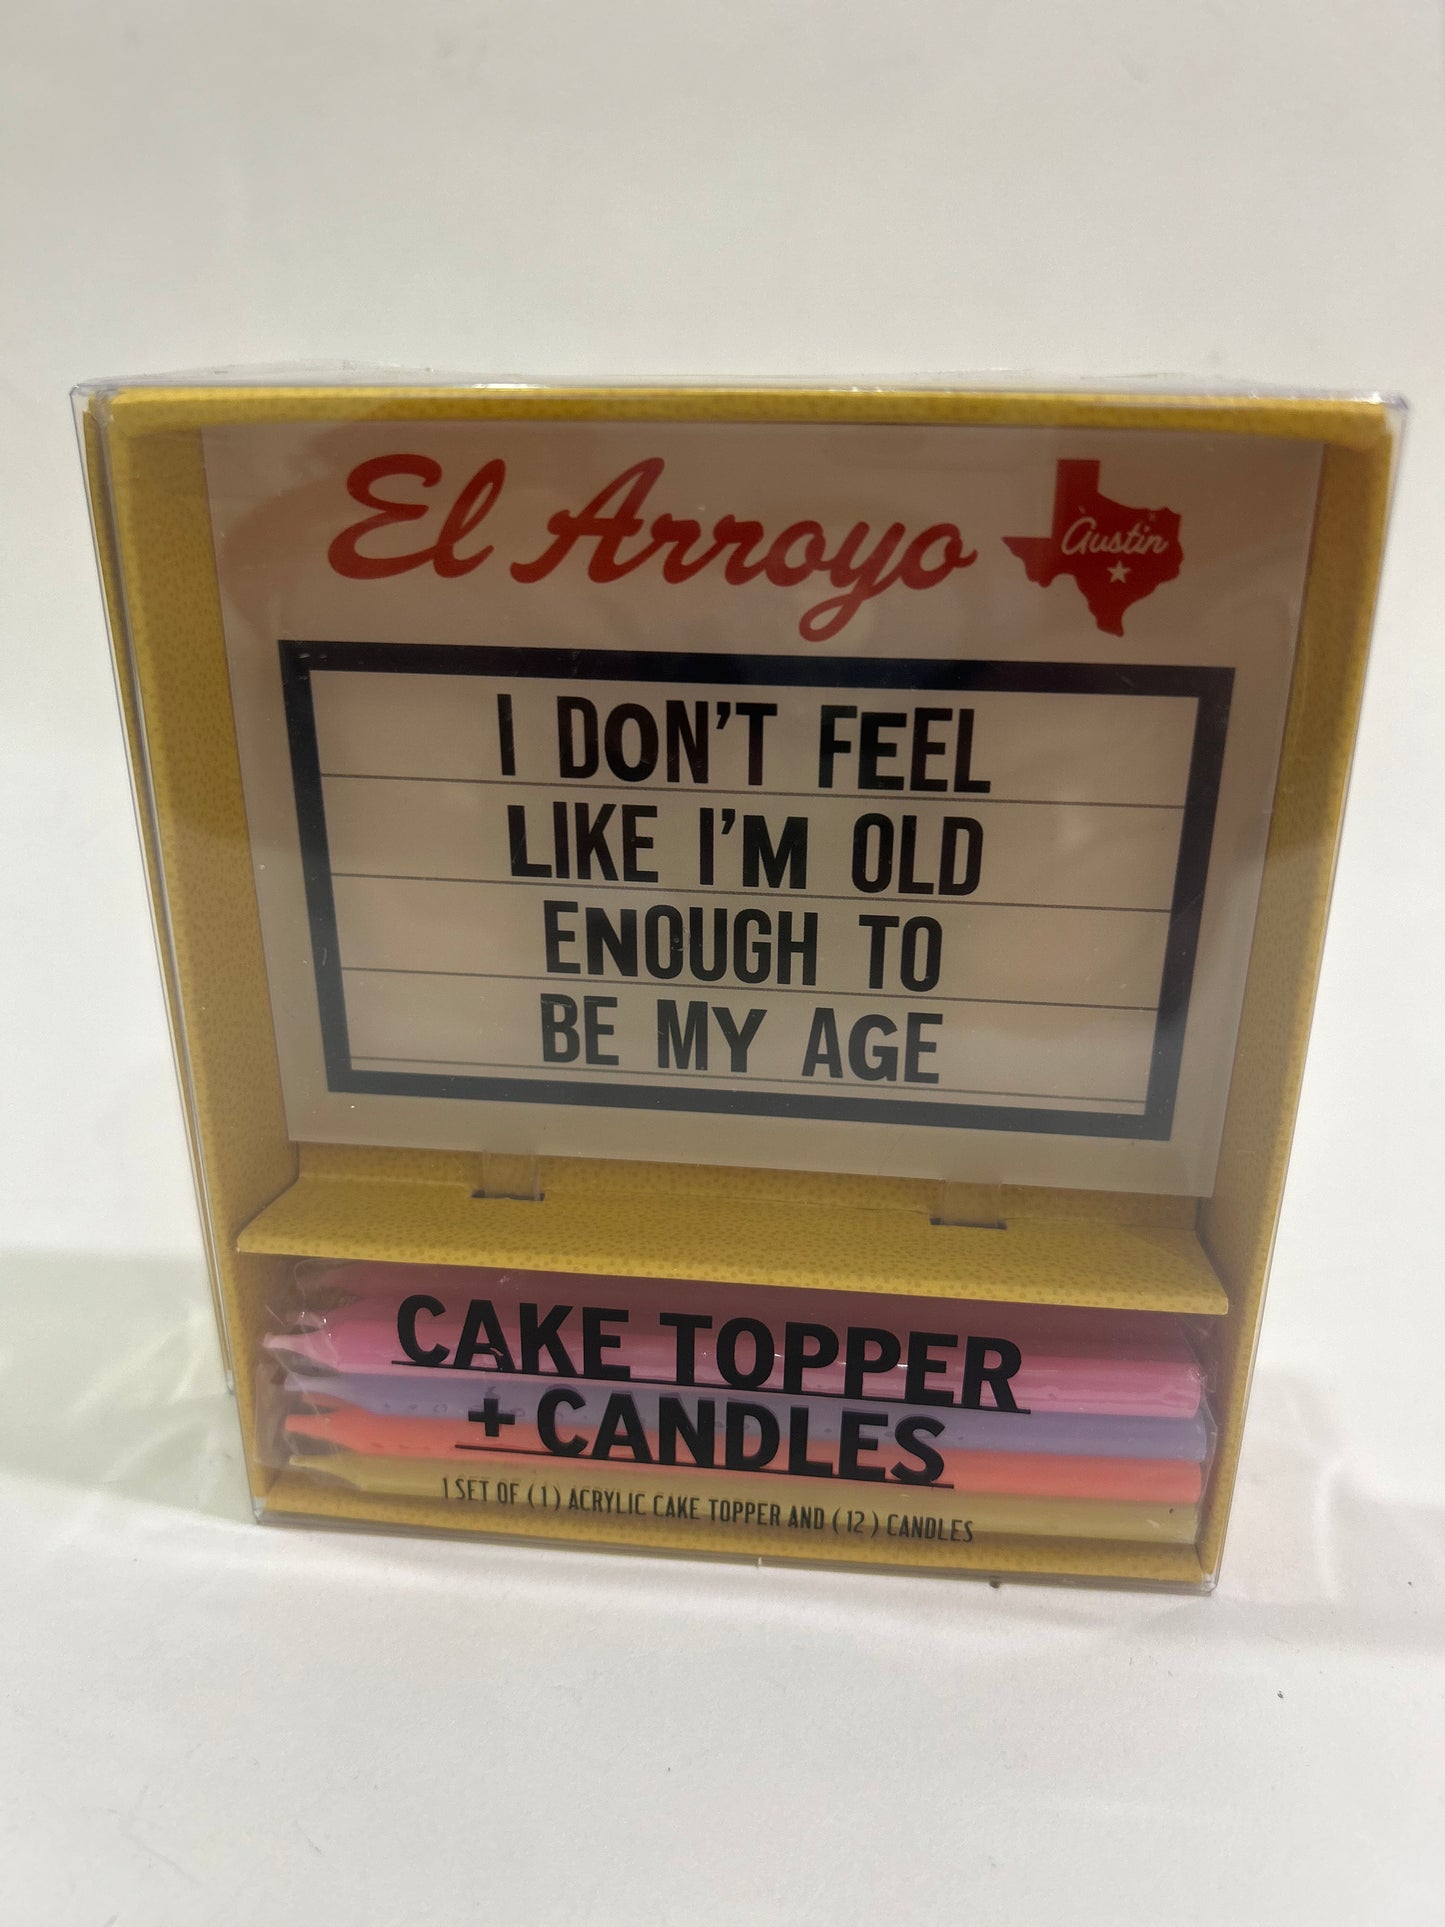 El Arroyo
Austin
I DON'T FEEL
LIKE I'M OLD
ENOUGH TO
BE MY AGE
CAKE TOPPER
+ CANDLES
1 SET OF (1) ACRYLIC CAKE TOPPER AND (12) CANDLES